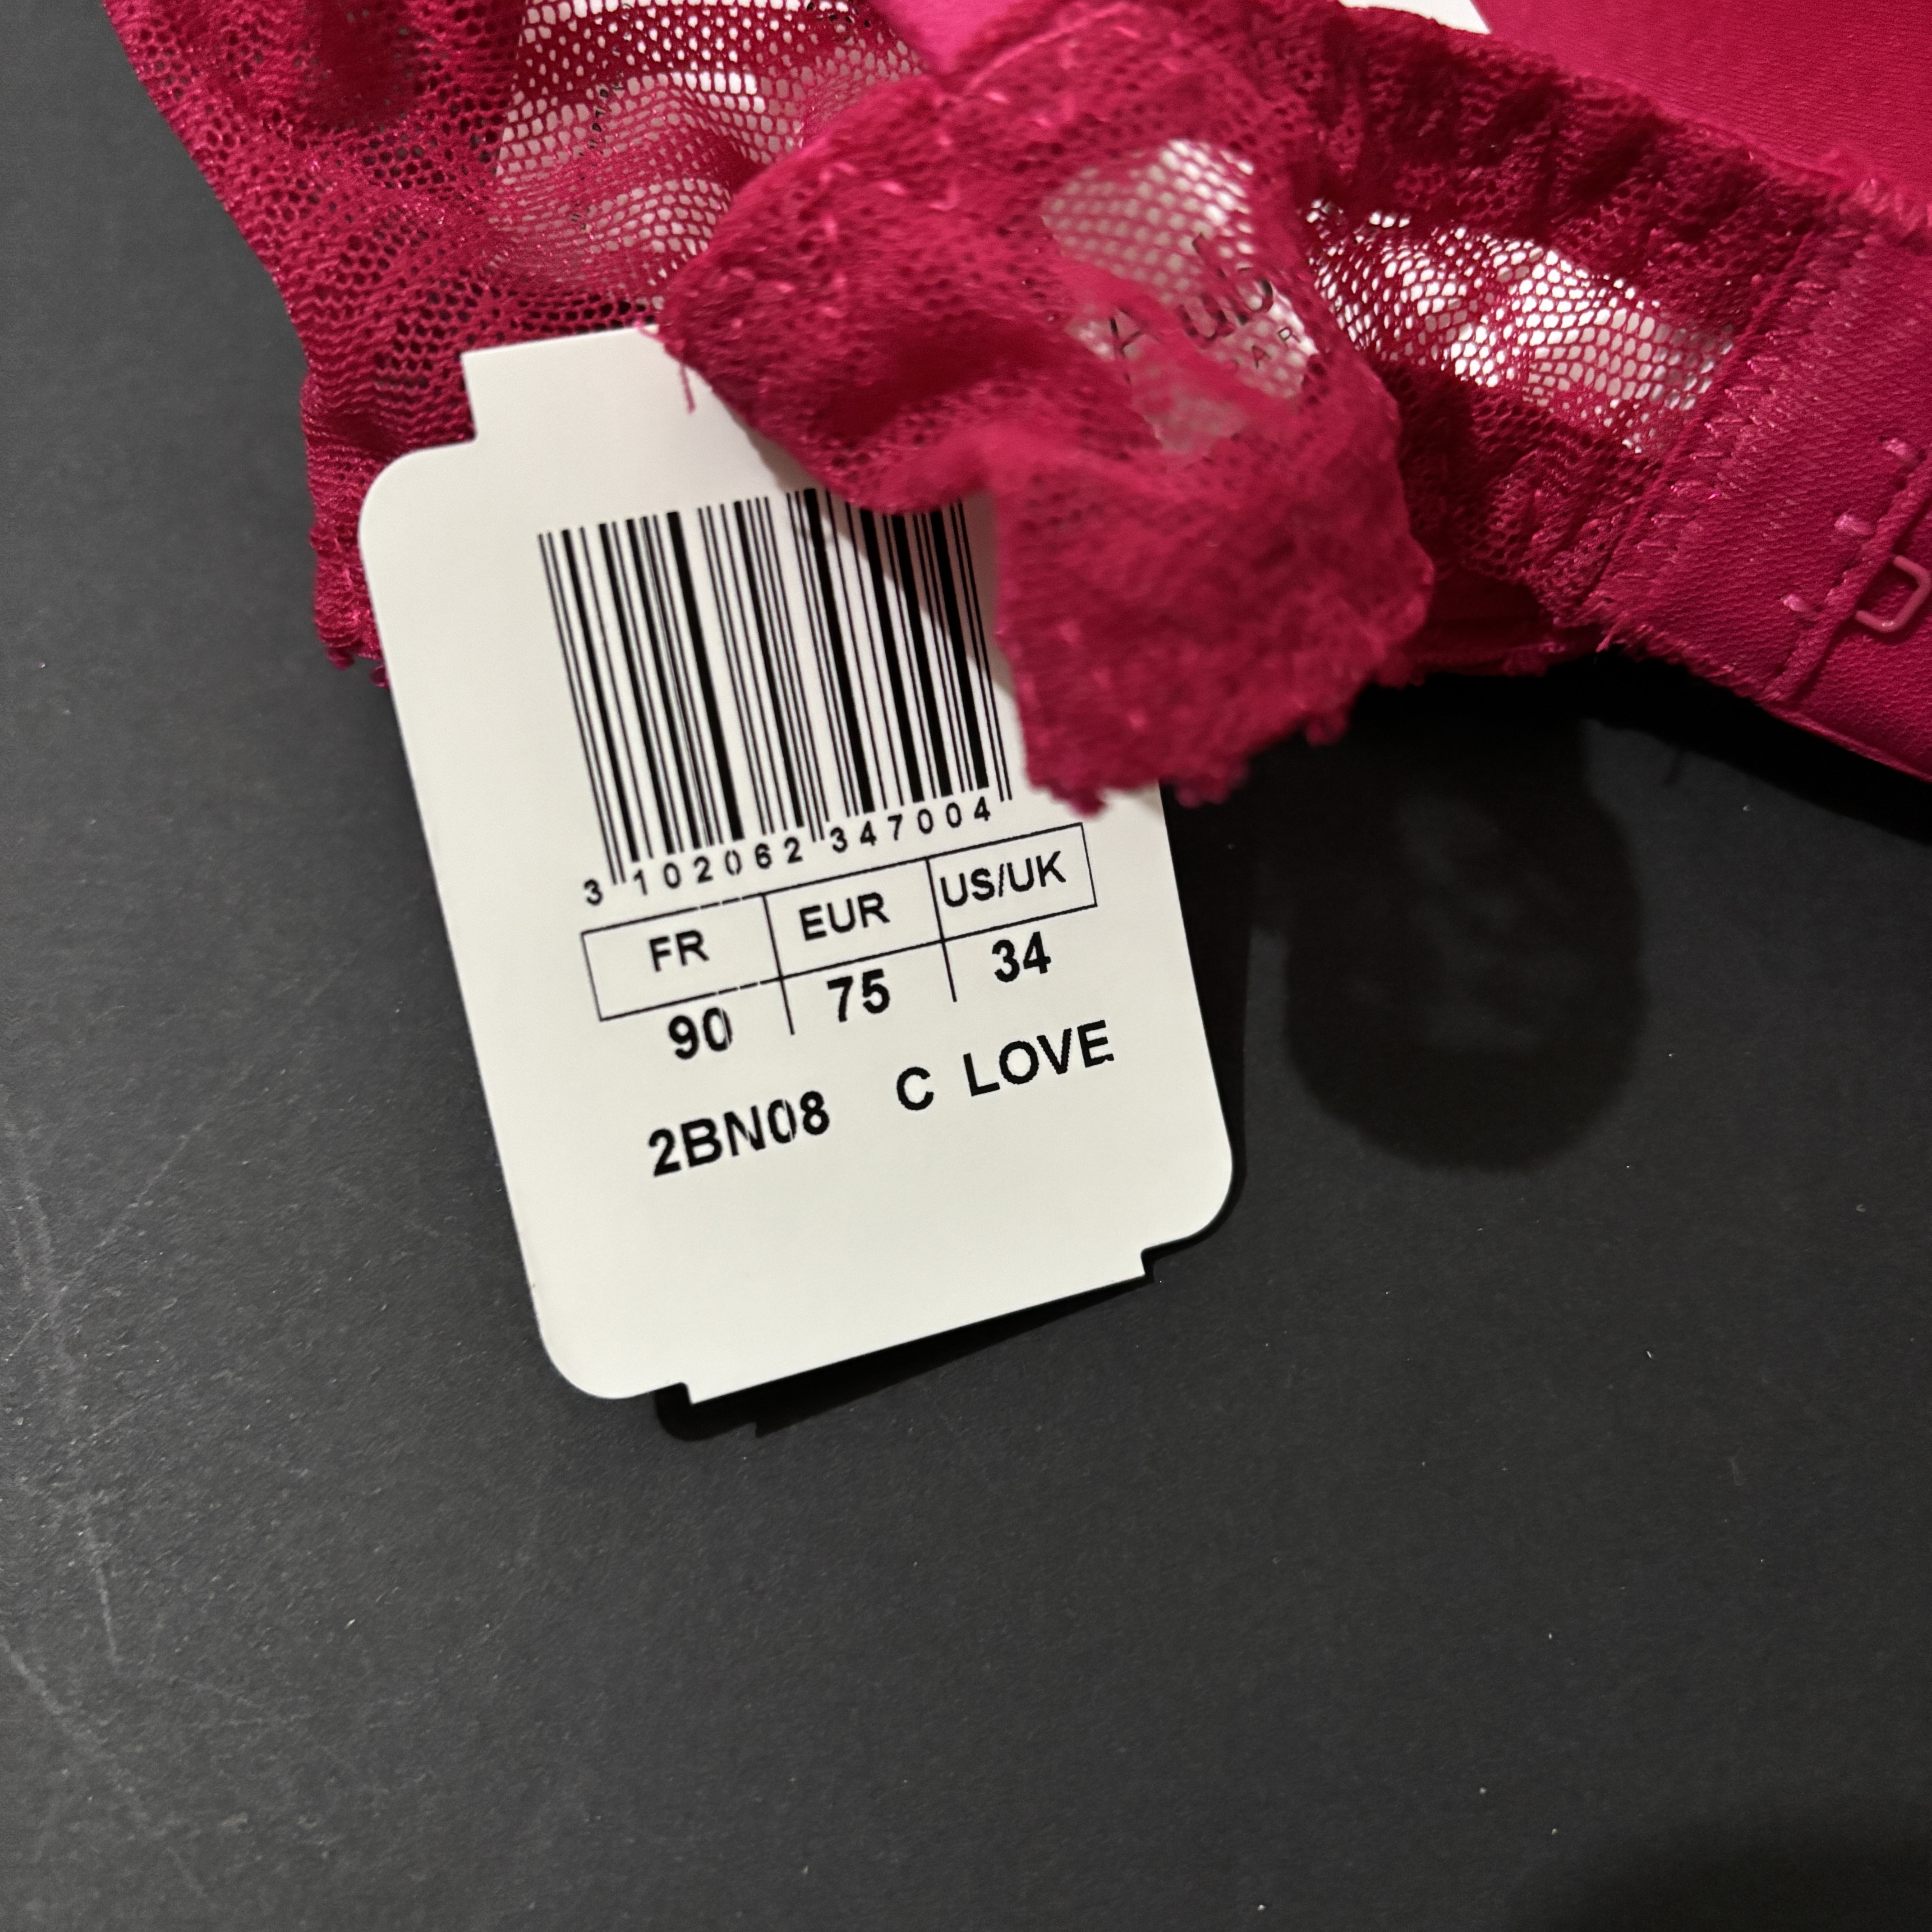 3 102062 347004
FR EUR US/UK
90 75 34
2BN08 C LOVE